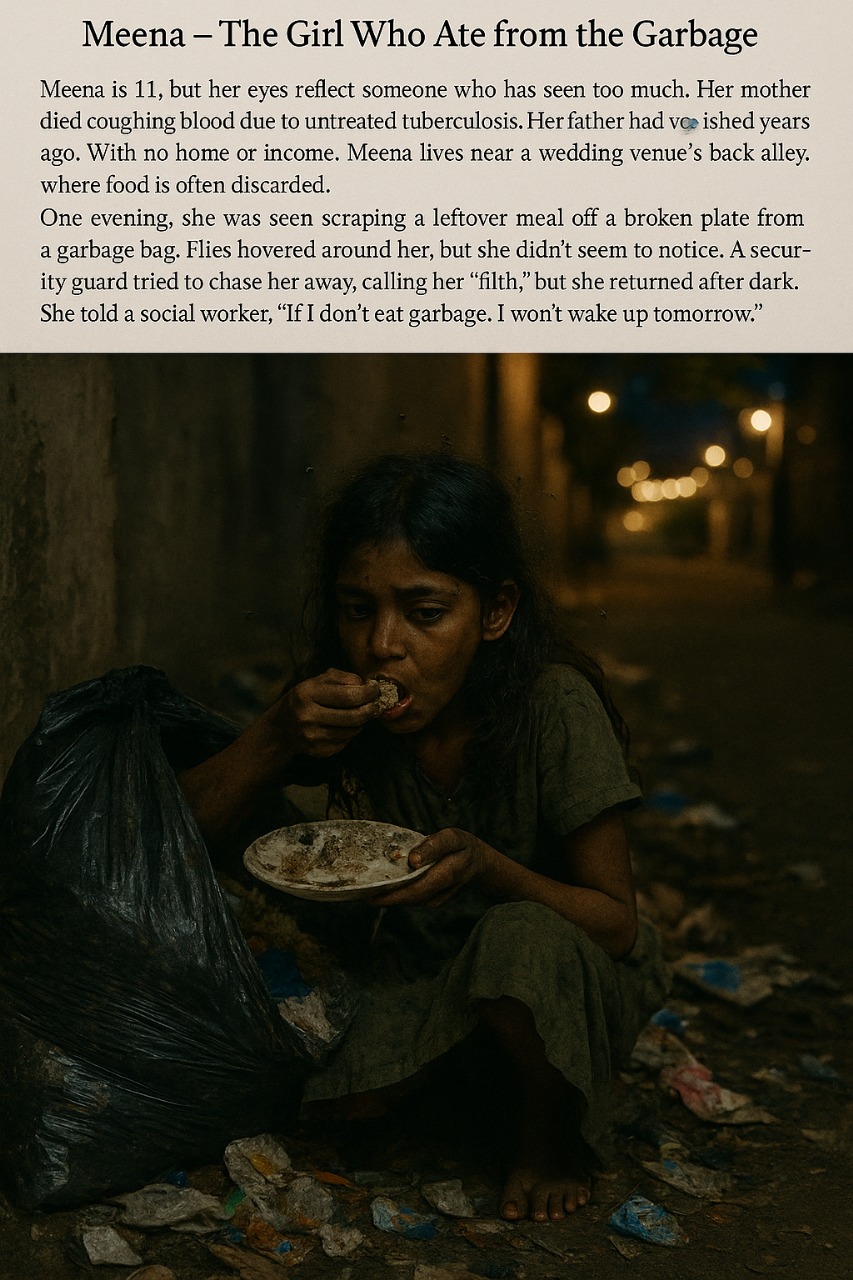 Meena – The Girl Who Ate from the Garbage
Meena is 11, but her eyes reflect someone who has seen too much. Her mother
died coughing blood due to untreated tuberculosis. Her father had ished years
ago. With no home or income. Meena lives near a wedding venue’s back alley.
where food is often discarded.
One evening, she was seen scraping a leftover meal off a broken plate from
a garbage bag. Flies hovered around her, but she didn’t seem to notice. A secur-
ity guard tried to chase her away, calling her “filth,” but she returned after dark.
She told a social worker, “If I don’t eat garbage. I won’t wake up tomorrow.”